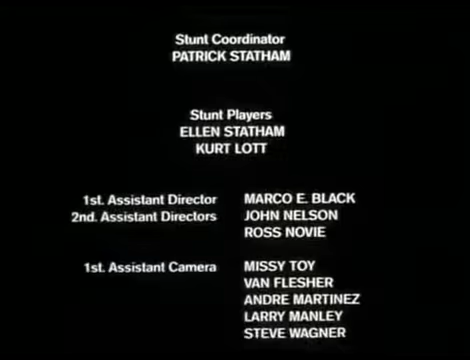 Stunt Coordinator
PATRICK STATHAM
Stunt Players
ELLEN STATHAM
KURT LOTT
1st. Assistant Director MARCO E. BLACK
2nd. Assistant Directors JOHN NELSON
ROSS NOVIE
1st. Assistant Camera MISSY TOY
VAN FLESHER
ANDRE MARTINEZ
LARRY MANLEY
STEVE WAGNER